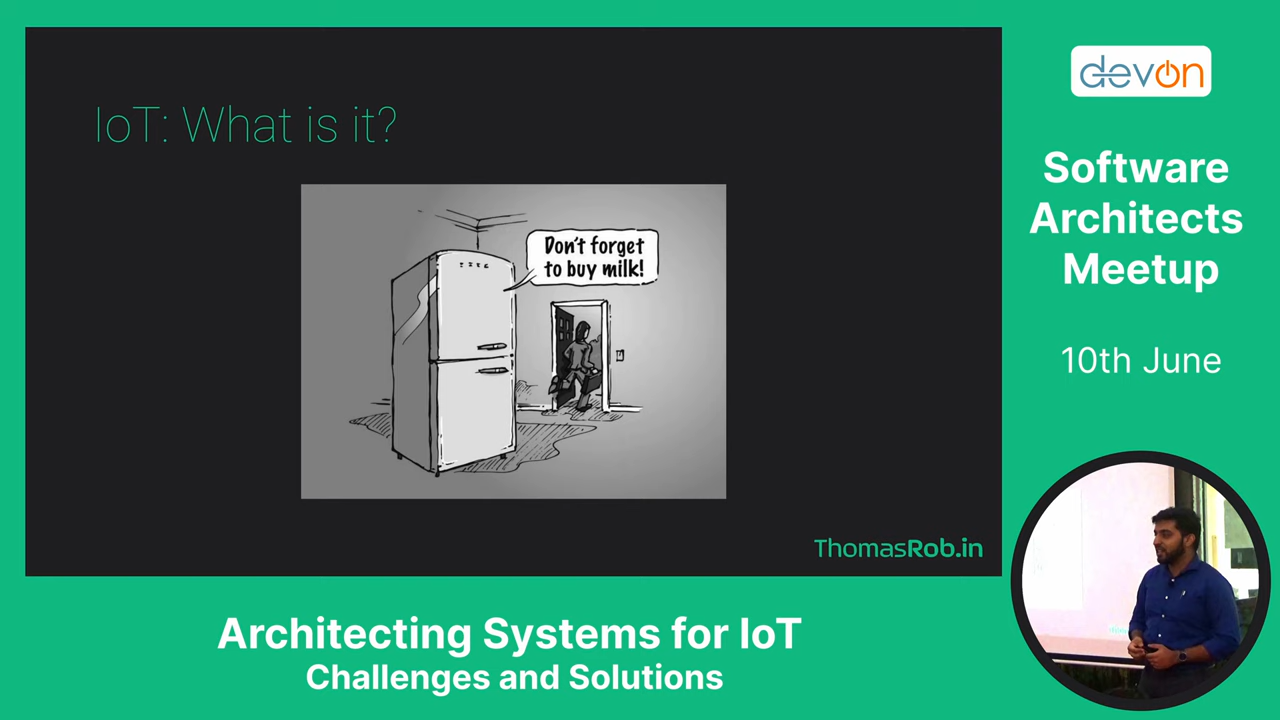 IoT: What is it?
Don't forget
to buy milk!
ThomasRob.in
devon
Software
Architects
Meetup
10th June
Architecting Systems for IoT
Challenges and Solutions